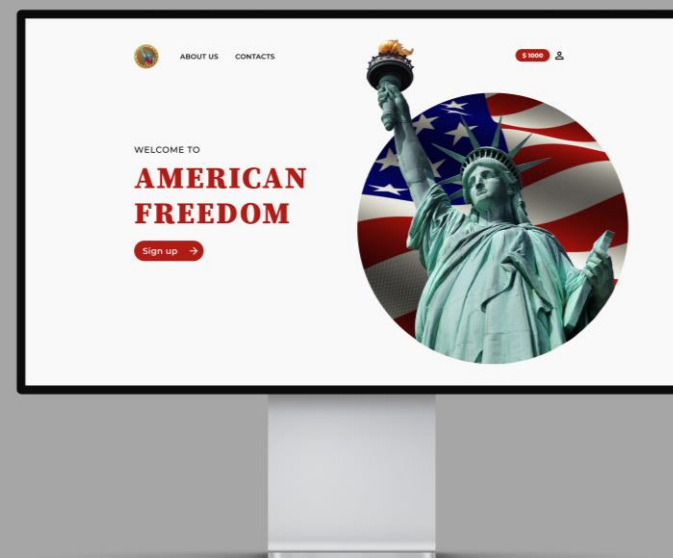 ABOUT US CONTACTS
$ 1000
WELCOME TO
AMERICAN
FREEDOM
Sign up